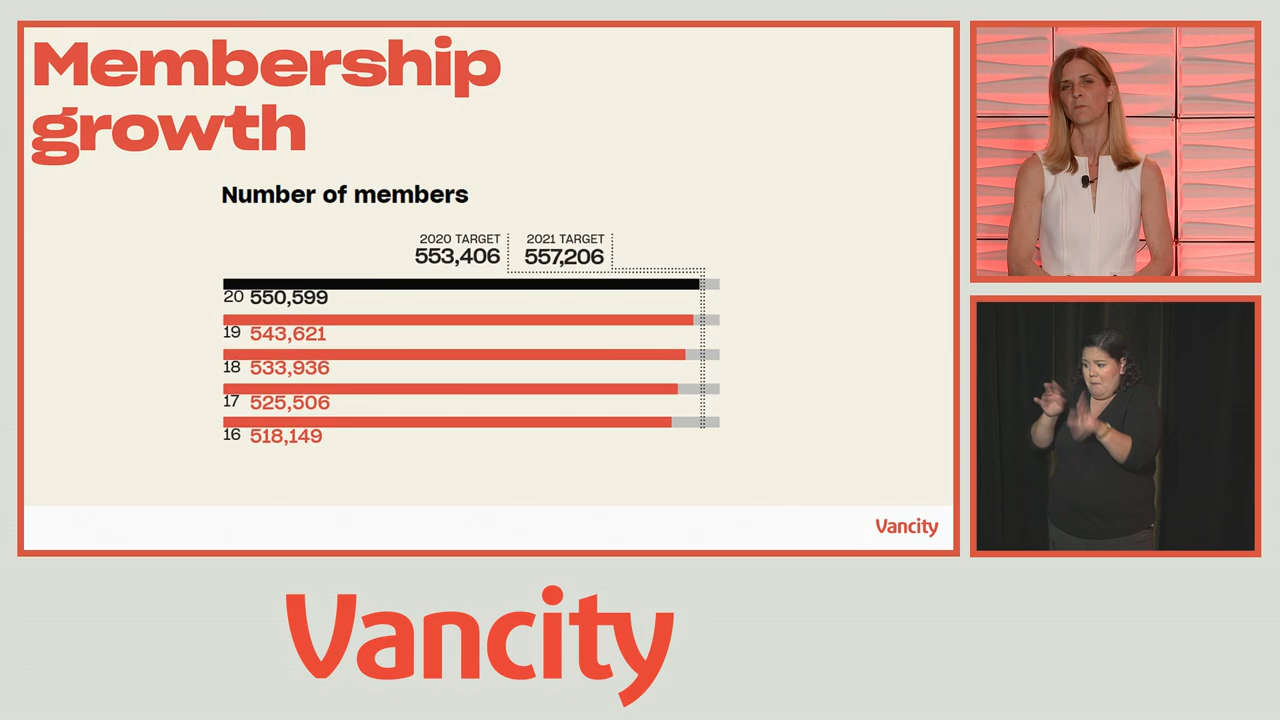 Membership
growth
Number of members
2020 TARGET
553,406
2021 TARGET
557,206
20 550,599
19 543,621
18 533,936
17 525,506
16 518,149
Vancity
Vancity